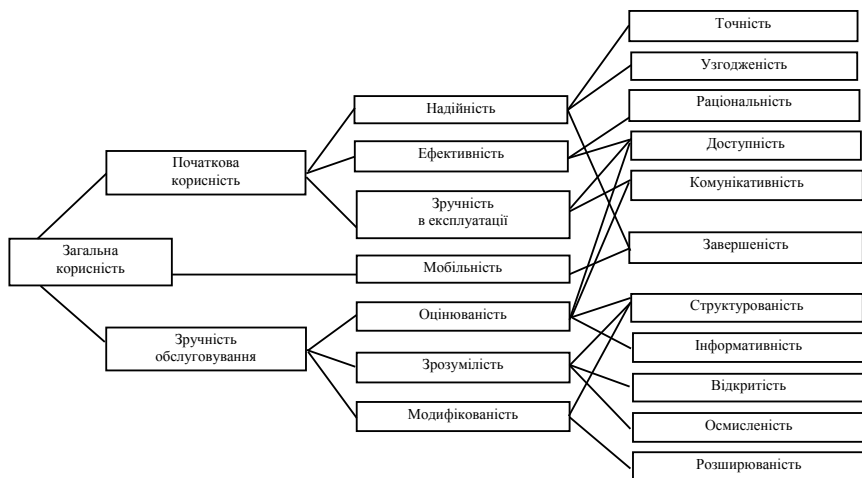 Загальна
корисність
Початкова
корисність
Зручність
обслуговування
Надійність
Ефективність
Зручність
в експлуатації
Мобільність
Оцінюваність
Зрозумілість
Модифікованість
Точність
Узгодженість
Раціональність
Доступність
Комунікативність
Завершеність
Структурованість
Інформативність
Відкритість
Осмисленість
Розширюваність